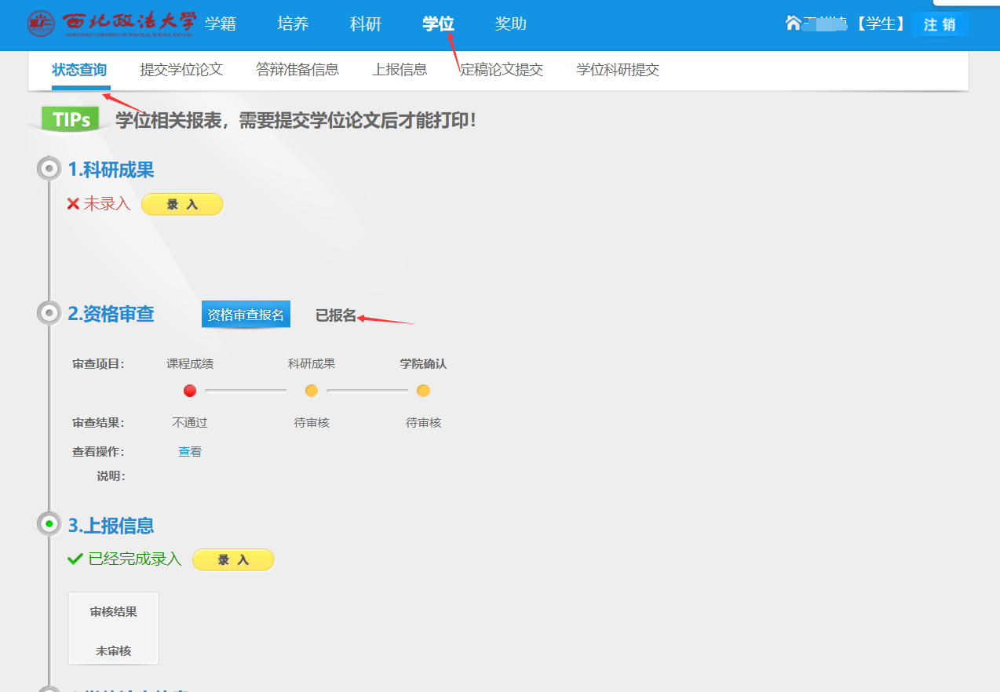 西北政法大学
NORTHWEST UNIVERSITY OF POLITICAL SCIENCE AND LAW
学籍 培养 科研 学位 奖助
【学生】 注 销
状态查询 提交学位论文 答辩准备信息 上报信息 定稿论文提交 学位科研提交
TIPs 学位相关报表，需要提交学位论文后才能打印！
1.科研成果
未录入 录 入
2.资格审查 资格审查报名 已报名
审查项目： 课程成绩 科研成果 学院确认
审查结果： 不通过 待审核 待审核
查看操作： 查看
说明：
3.上报信息
已经完成录入 录 入
审核结果
未审核